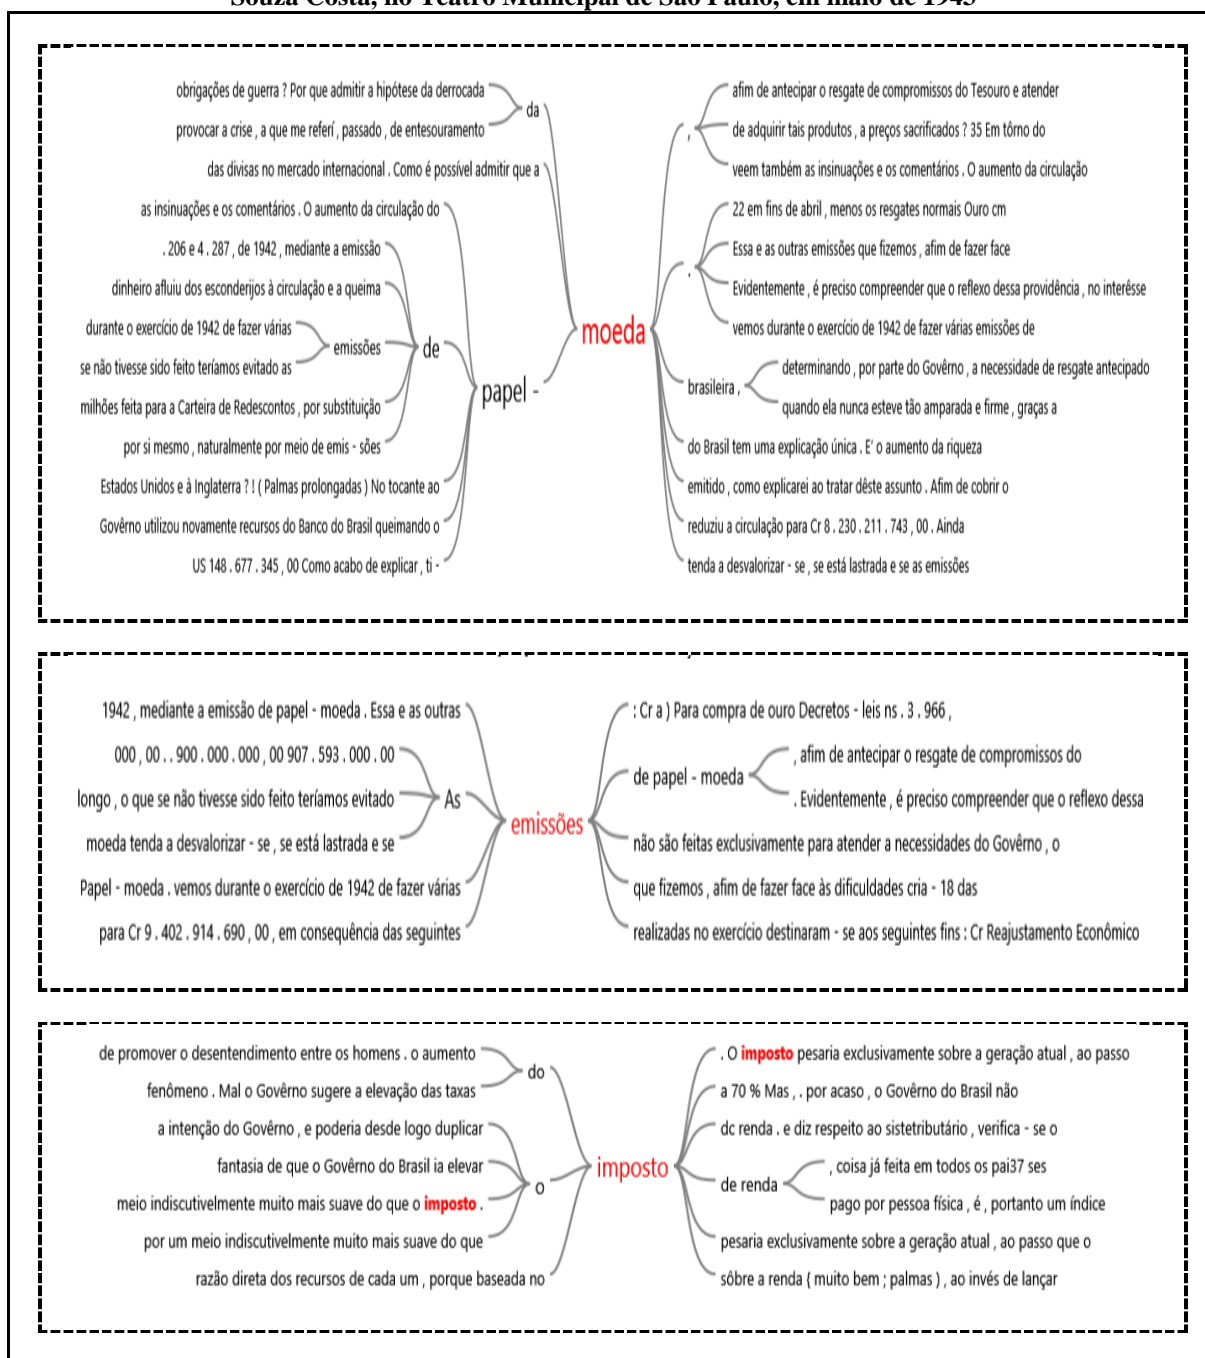 Souza Costa, no Teatro Municipal de São Paulo, em maio de 1943
obrigações de guerra ? Por que admitir a hipótese da derrocada
provocar a crise , a que me referí , passado , de entesouramento
da
das divisas no mercado internacional . Como é possível admitir que a
as insinuações e os comentários . O aumento da circulação do
. 206 e 4 . 287 , de 1942 , mediante a emissão
dinheiro afluiu dos esconderijos à circulação e a queima
durante o exercício de 1942 de fazer várias
se não tivesse sido feito teríamos evitado as
emissões
milhões feita para a Carteira de Redescontos , por substituição
por si mesmo , naturalmente por meio de emis - sões
de
Estados Unidos e à Inglaterra ? ! ( Palmas prolongadas ) No tocante ao
Govêrno utilizou novamente recursos do Banco do Brasil queimando o
US 148 . 677 . 345 , 00 Como acabo de explicar , ti -
papel -
moeda
,
afim de antecipar o resgate de compromissos do Tesouro e atender
de adquirir tais produtos , a preços sacrificados ? 35 Em tôrno do
veem também as insinuações e os comentários . O aumento da circulação
.
22 em fins de abril , menos os resgates normais Ouro cm
Essa e as outras emissões que fizemos , afim de fazer face
Evidentemente , é preciso compreender que o reflexo dessa providência , no interêsse
vemos durante o exercício de 1942 de fazer várias emissões de
brasileira ,
determinando , por parte do Govêrno , a necessidade de resgate antecipado
quando ela nunca esteve tão amparada e firme , graças a
do Brasil tem uma explicação única . E' o aumento da riqueza
emitido , como explicarei ao tratar dêste assunto . Afim de cobrir o
reduziu a circulação para Cr 8 . 230 . 211 . 743 , 00 . Ainda
tenda a desvalorizar - se , se está lastrada e se as emissões
1942 , mediante a emissão de papel - moeda . Essa e as outras
000 , 00 . . 900 . 000 . 000 , 00 907 . 593 . 000 . 00
longo , o que se não tivesse sido feito teríamos evitado
moeda tenda a desvalorizar - se , se está lastrada e se
As
Papel - moeda . vemos durante o exercício de 1942 de fazer várias
para Cr 9 . 402 . 914 . 690 , 00 , em consequência das seguintes
emissões
: Cr a ) Para compra de ouro Decretos - leis ns . 3 . 966 ,
de papel - moeda
, afim de antecipar o resgate de compromissos do
. Evidentemente , é preciso compreender que o reflexo dessa
não são feitas exclusivamente para atender a necessidades do Govêrno , o
que fizemos , afim de fazer face às dificuldades cria - 18 das
realizadas no exercício destinaram - se aos seguintes fins : Cr Reajustamento Econômico
de promover o desentendimento entre os homens . o aumento
fenômeno . Mal o Govêrno sugere a elevação das taxas
do
a intenção do Govêrno , e poderia desde logo duplicar
fantasia de que o Govêrno do Brasil ia elevar
meio indiscutivelmente muito mais suave do que o imposto .
por um meio indiscutivelmente muito mais suave do que
o
razão direta dos recursos de cada um , porque baseada no
imposto
. O imposto pesaria exclusivamente sobre a geração atual , ao passo
a 70 % Mas , . por acaso , o Govêrno do Brasil não
dc renda . e diz respeito ao sistetributário , verifica - se o
de renda
, coisa já feita em todos os pai37 ses
pago por pessoa física , é , portanto um índice
pesaria exclusivamente sobre a geração atual , ao passo que o
sôbre a renda ( muito bem ; palmas ) , ao invés de lançar